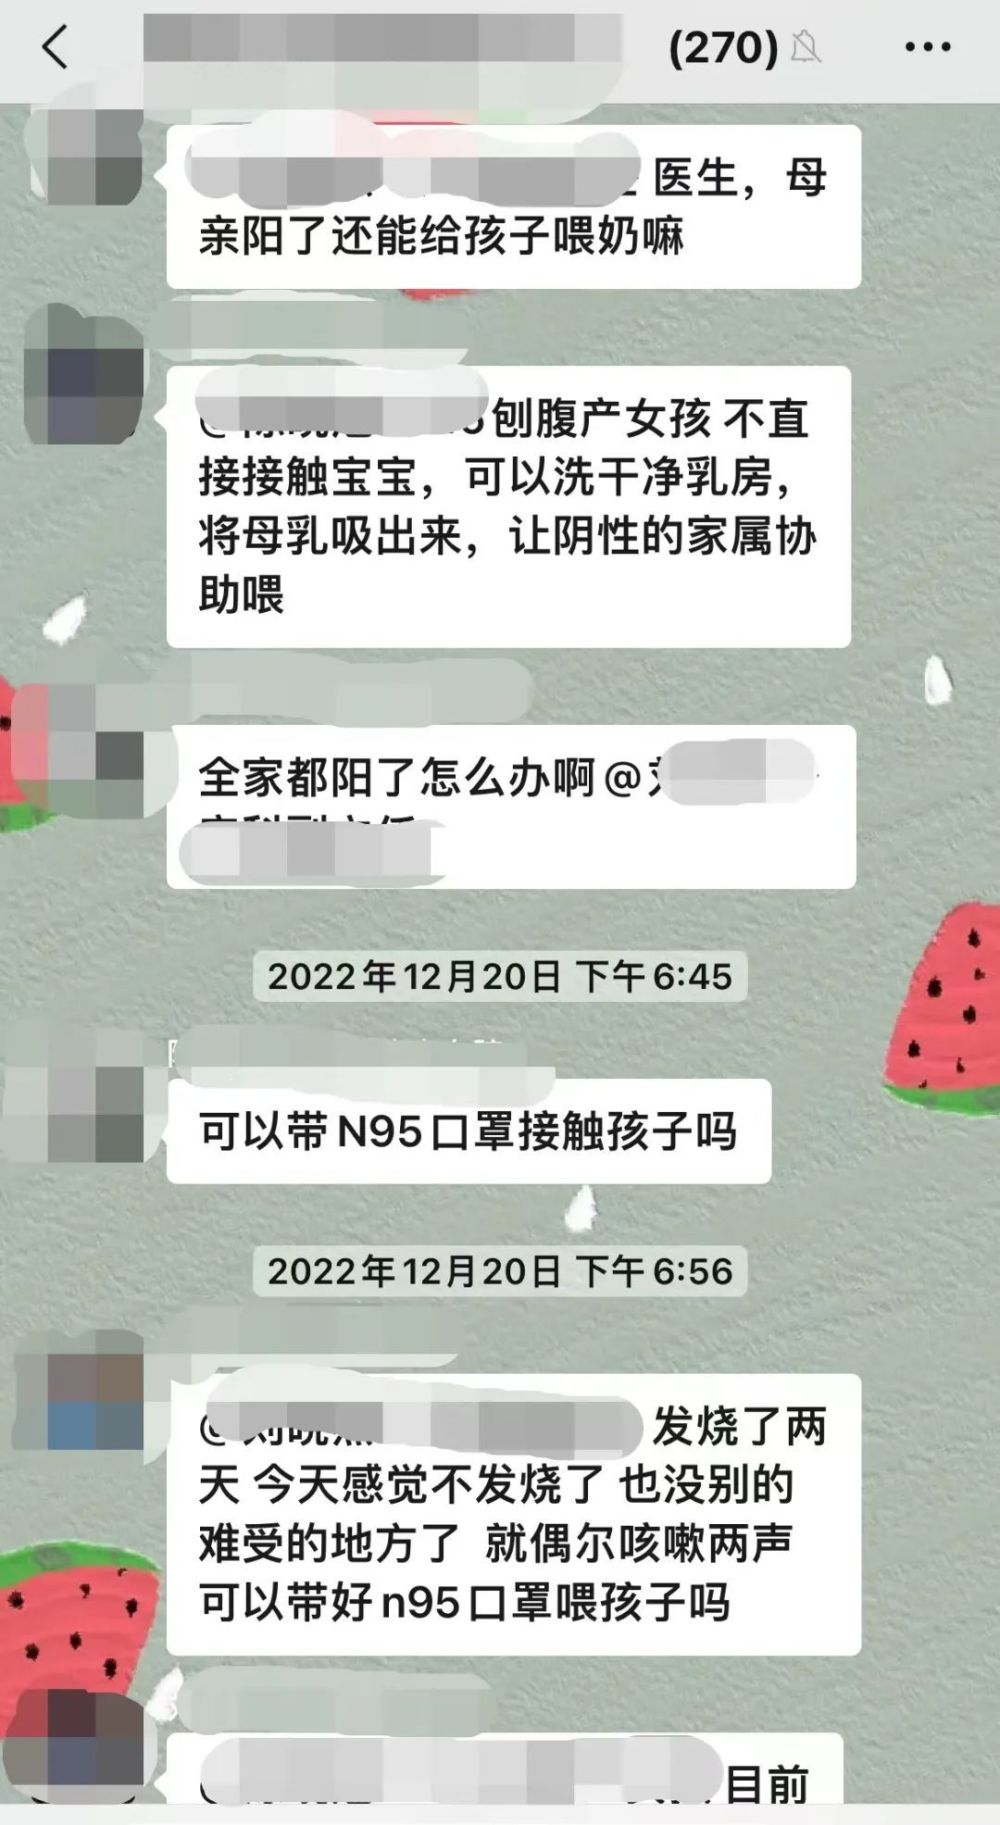 (270)
医生，母
亲阳了还能给孩子喂奶嘛
刨腹产女孩 不直
接接触宝宝，可以洗干净乳房，
将母乳吸出来，让阴性的家属协
助喂
全家都阳了怎么办啊@
2022年12月20日 下午6:45
可以带N95口罩接触孩子吗
2022年12月20日 下午6:56
发烧了两
天 今天感觉不发烧了 也没别的
难受的地方了 就偶尔咳嗽两声
可以带好n95口罩喂孩子吗
目前